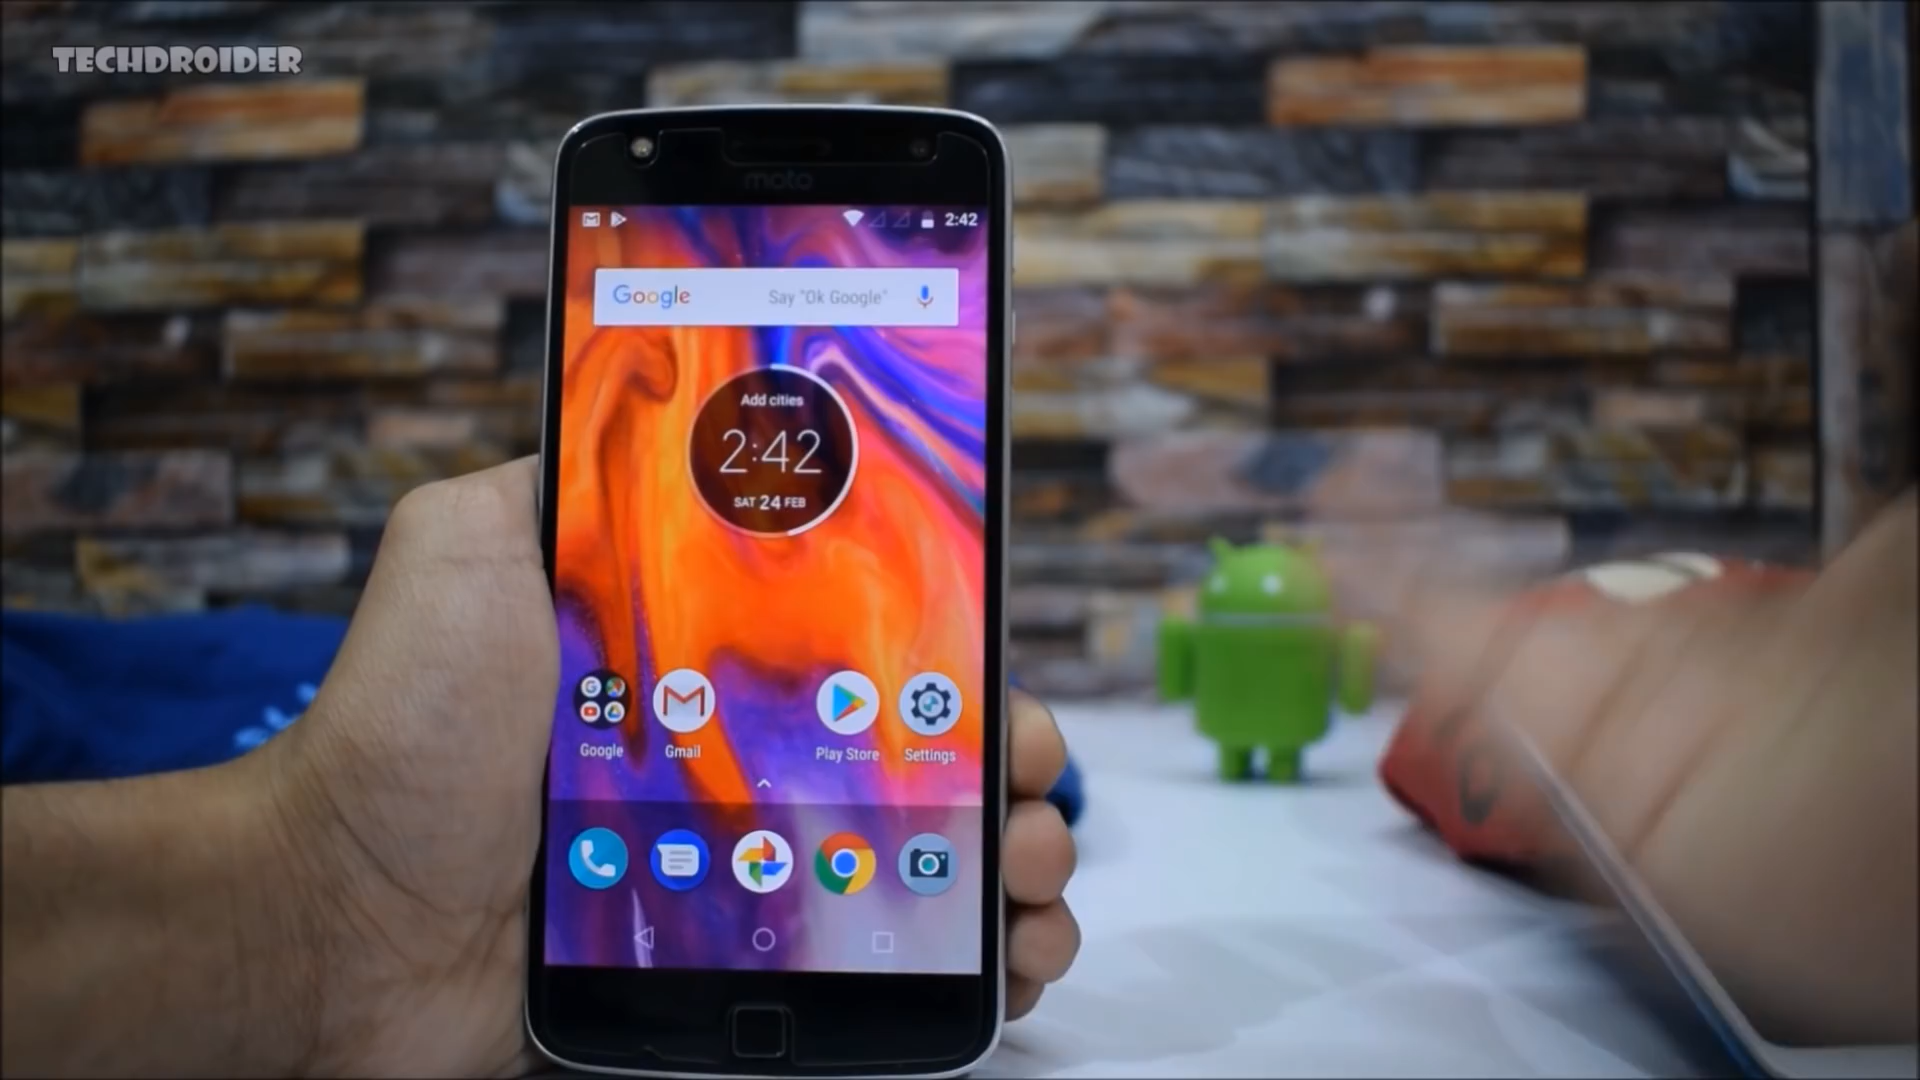 TECHDROIDER
moto
2:42
Google Say "Ok Google"
Add cities
2:42
SAT 24 FEB
Google Gmail Play Store Settings